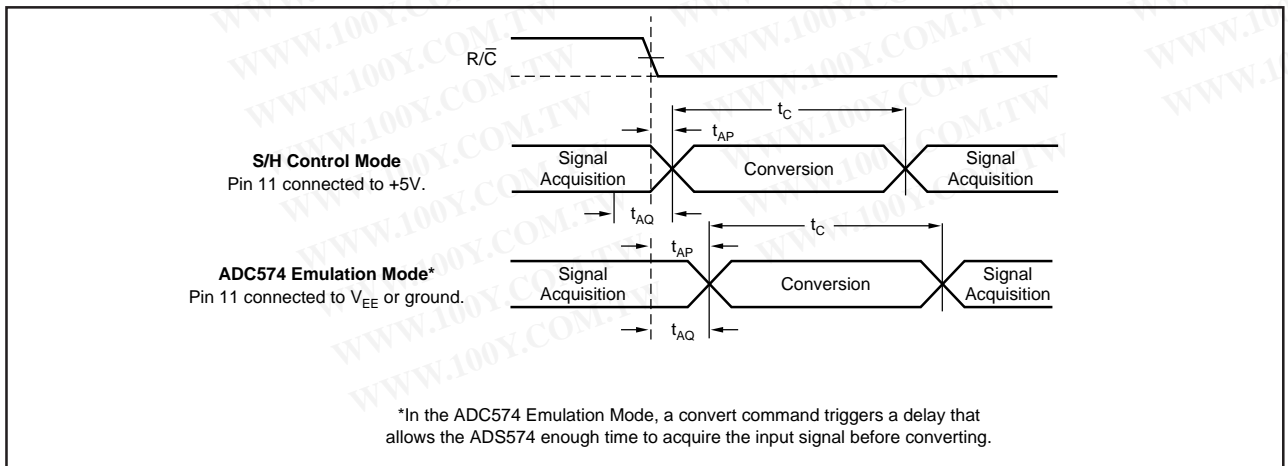 R/C̅
t_C
t_AP
S/H Control Mode
Pin 11 connected to +5V.
Signal
Acquisition
Conversion
Signal
Acquisition
t_AQ
t_C
t_AP
ADC574 Emulation Mode*
Pin 11 connected to V_EE or ground.
Signal
Acquisition
Conversion
Signal
Acquisition
t_AQ
*In the ADC574 Emulation Mode, a convert command triggers a delay that
allows the ADS574 enough time to acquire the input signal before converting.
WWW.100Y.COM.TW